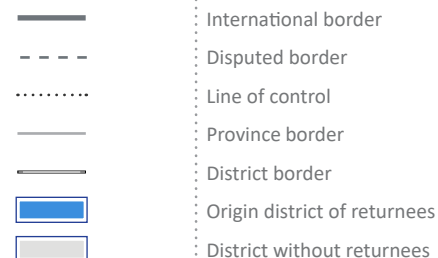 International border
Disputed border
Line of control
Province border
District border
Origin district of returnees
District without returnees